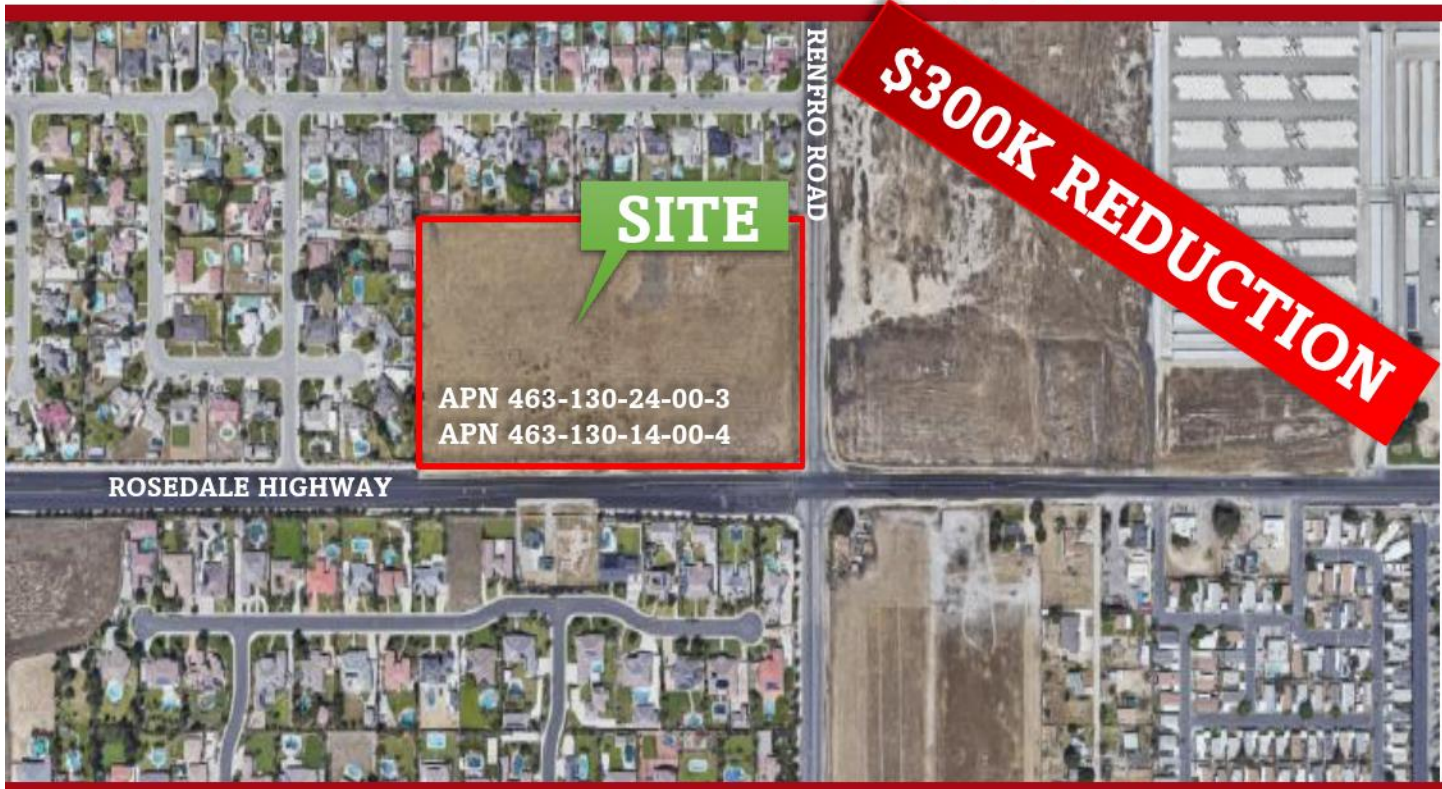 RENFRO ROAD
$300K REDUCTION
SITE
APN 463-130-24-00-3
APN 463-130-14-00-4
ROSEDALE HIGHWAY